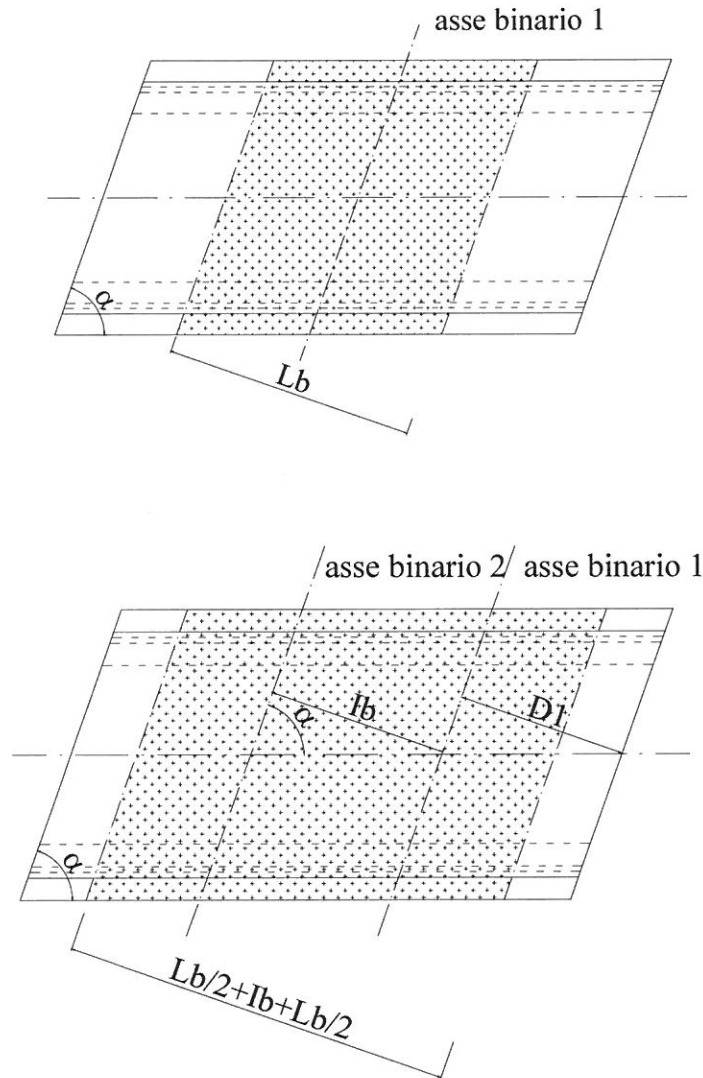 asse binario 1
α
Lb
asse binario 2 asse binario 1
Ib
D1
α
α
Lb/2+Ib+Lb/2